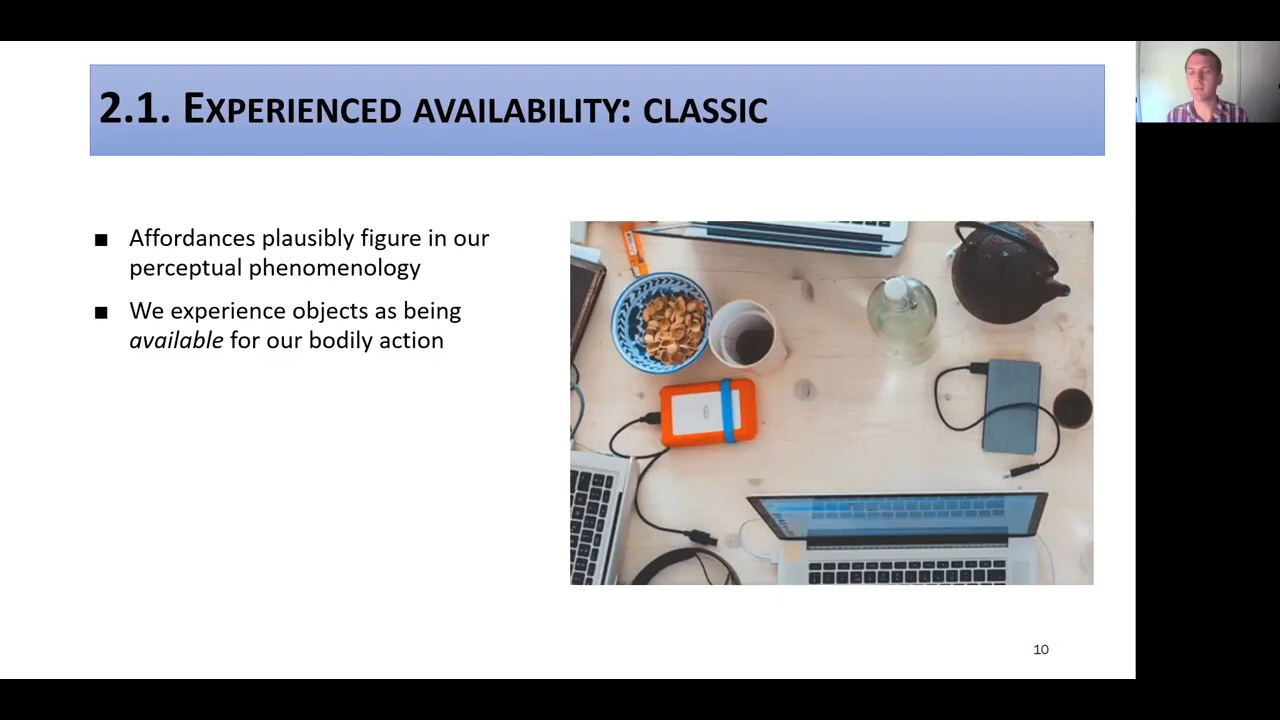 2.1. EXPERIENCED AVAILABILITY: CLASSIC
■ Affordances plausibly figure in our
perceptual phenomenology
■ We experience objects as being
available for our bodily action
10